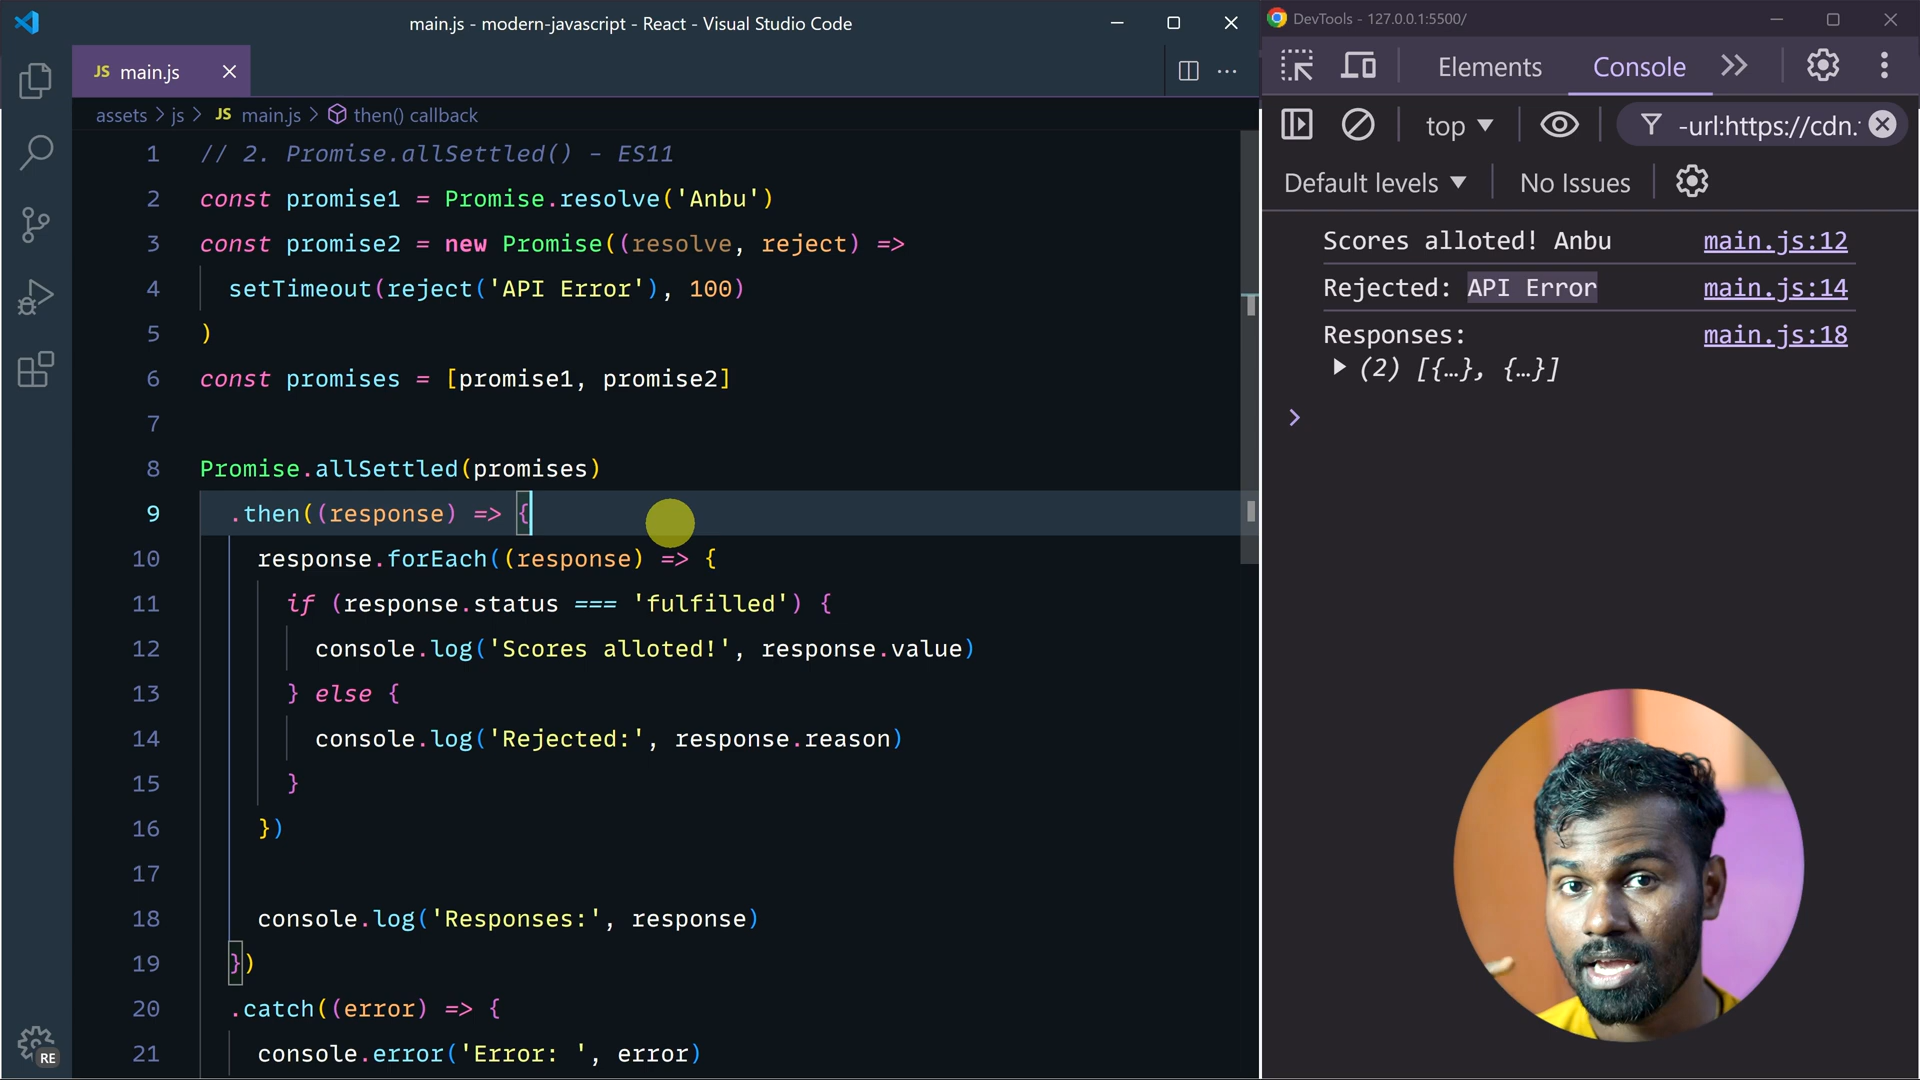 main.js - modern-javascript - React - Visual Studio Code
JS main.js
assets > js > JS main.js > then() callback
1 // 2. Promise.allSettled() - ES11
2 const promise1 = Promise.resolve('Anbu')
3 const promise2 = new Promise((resolve, reject) =>
4 setTimeout(reject('API Error'), 100)
5 )
6 const promises = [promise1, promise2]
7
8 Promise.allSettled(promises)
9 .then((response) => {
10 response.forEach((response) => {
11 if (response.status === 'fulfilled') {
12 console.log('Scores alloted!', response.value)
13 } else {
14 console.log('Rejected:', response.reason)
15 }
16 })
17
18 console.log('Responses:', response)
19 })
20 .catch((error) => {
21 console.error('Error: ', error)
RE
DevTools - 127.0.0.1:5500/
Elements Console
top -url:https://cdn.
Default levels No Issues
Scores alloted! Anbu main.js:12
Rejected: API Error main.js:14
Responses: main.js:18
(2) [{…}, {…}]